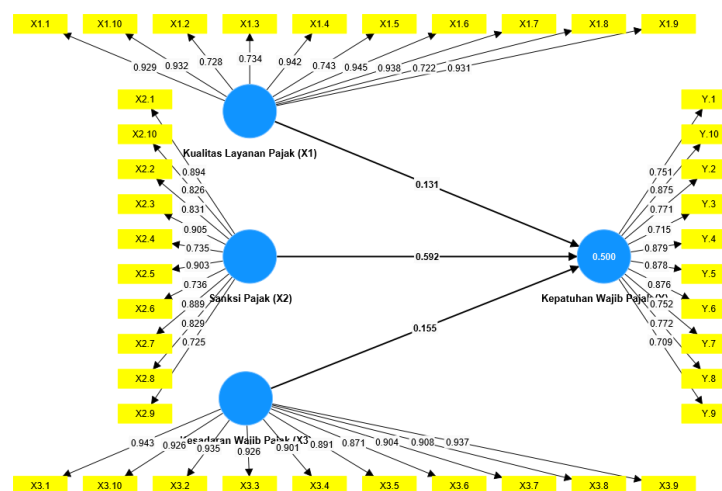 X1.1 X1.10 X1.2 X1.3 X1.4 X1.5 X1.6 X1.7 X1.8 X1.9
0.929 0.932 0.728 0.734 0.942 0.743 0.945 0.938 0.722 0.931
Kualitas Layanan Pajak (X1)
X2.1
X2.10
X2.2
X2.3
X2.4
X2.5
X2.6
X2.7
X2.8
X2.9
0.894
0.826
0.831
0.905
0.735
0.903
0.736
0.889
0.829
0.725
Sanksi Pajak (X2)
0.131
0.592
0.155
0.500
Kepatuhan Wajib Pajak (Y)
0.751
0.875
0.771
0.715
0.879
0.878
0.876
0.752
0.772
0.709
Y.1
Y.10
Y.2
Y.3
Y.4
Y.5
Y.6
Y.7
Y.8
Y.9
Kesadaran Wajib Pajak (X3)
0.943 0.926 0.935 0.926 0.901 0.891 0.871 0.904 0.908 0.937
X3.1 X3.10 X3.2 X3.3 X3.4 X3.5 X3.6 X3.7 X3.8 X3.9